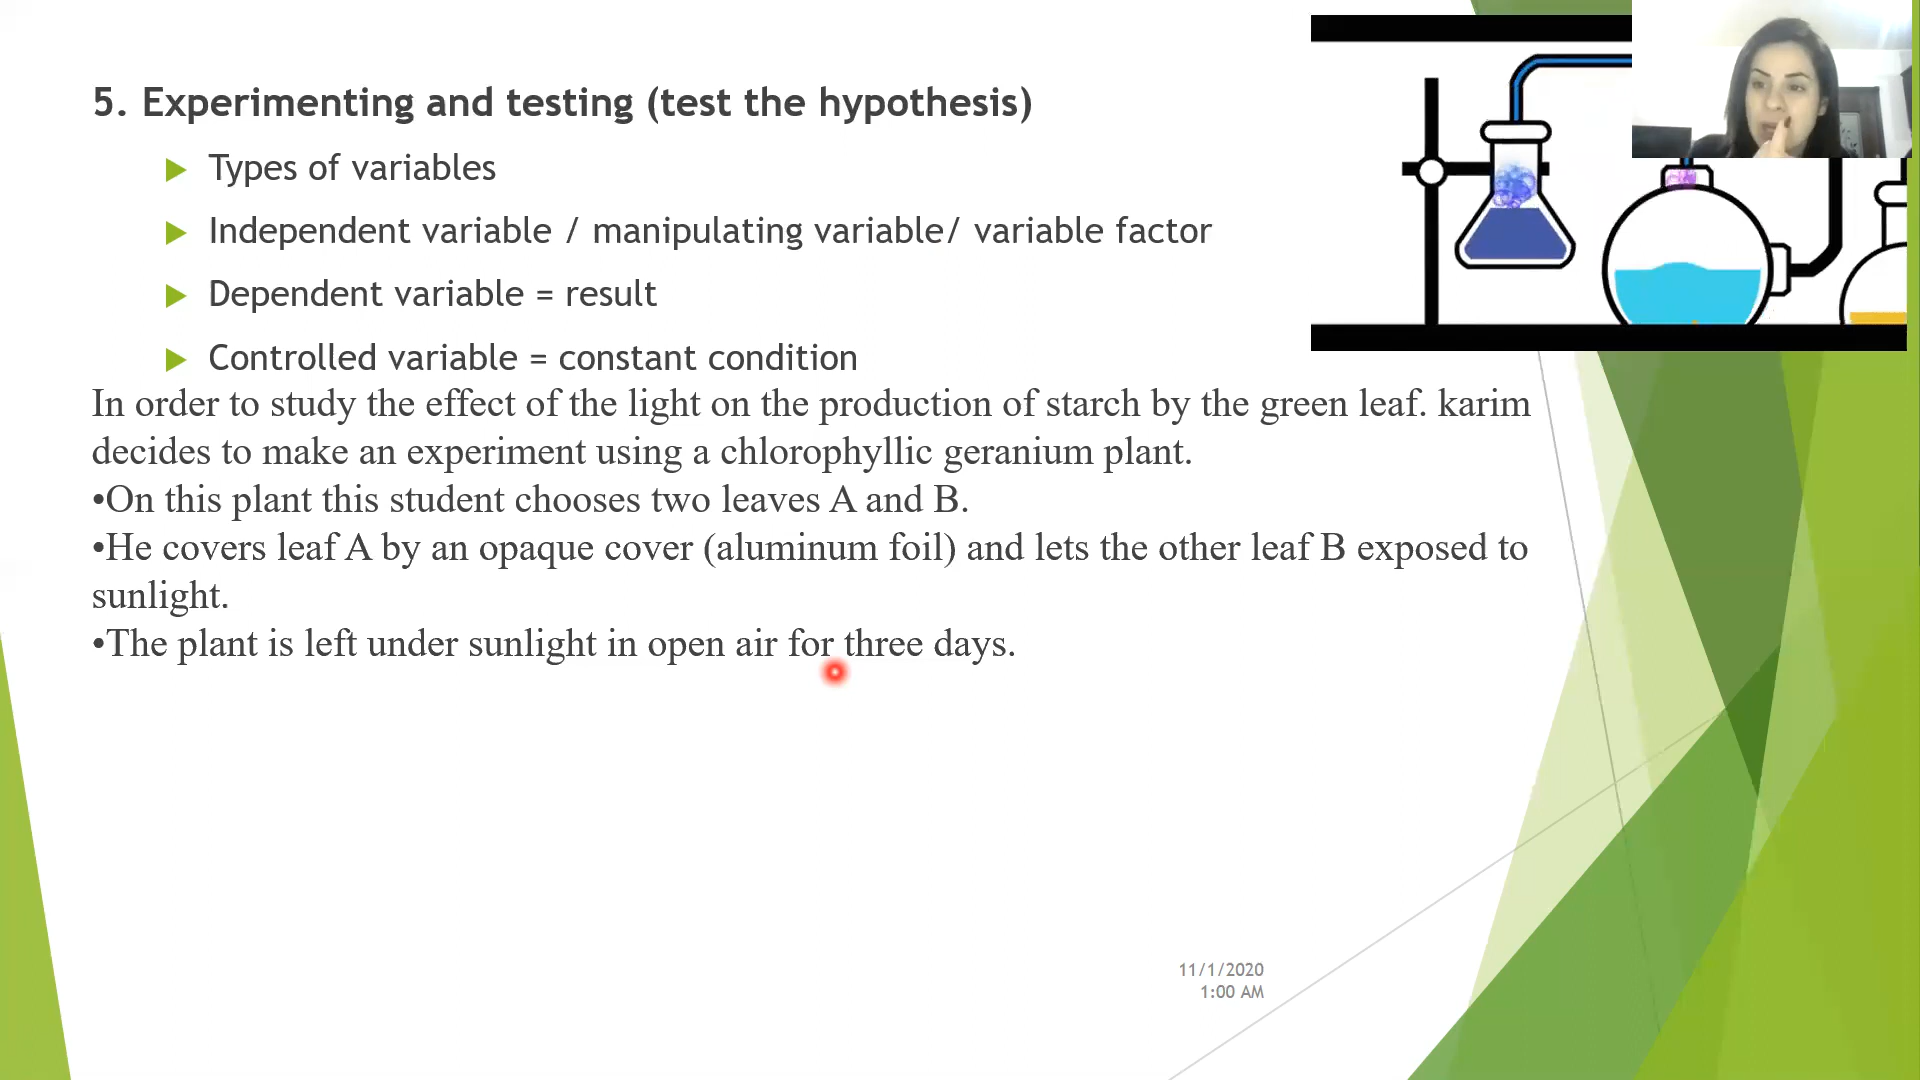 5. Experimenting and testing (test the hypothesis)
Types of variables
Independent variable / manipulating variable/ variable factor
Dependent variable = result
Controlled variable = constant condition
In order to study the effect of the light on the production of starch by the green leaf. karim
decides to make an experiment using a chlorophyllic geranium plant.
•On this plant this student chooses two leaves A and B.
•He covers leaf A by an opaque cover (aluminum foil) and lets the other leaf B exposed to
sunlight.
•The plant is left under sunlight in open air for three days.
11/1/2020
1:00 AM